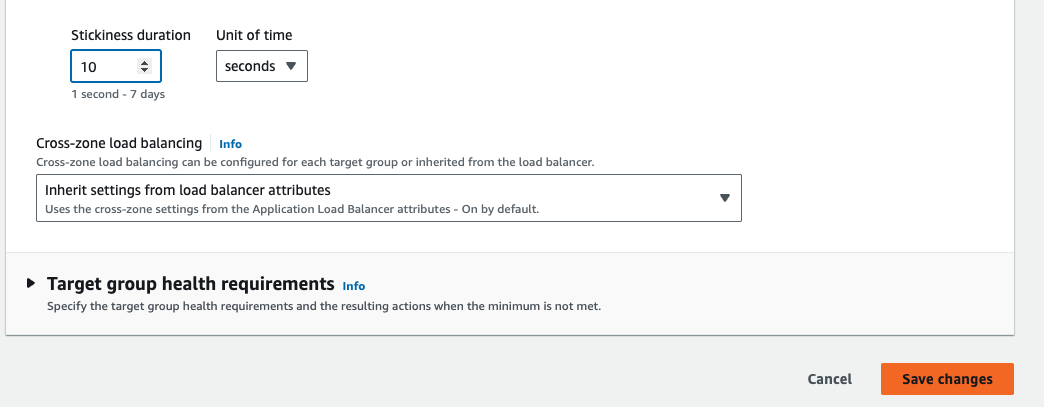 Stickiness duration Unit of time
10 seconds
1 second - 7 days
Cross-zone load balancing Info
Cross-zone load balancing can be configured for each target group or inherited from the load balancer.
Inherit settings from load balancer attributes
Uses the cross-zone settings from the Application Load Balancer attributes - On by default.
Target group health requirements Info
Specify the target group health requirements and the resulting actions when the minimum is not met.
Cancel Save changes